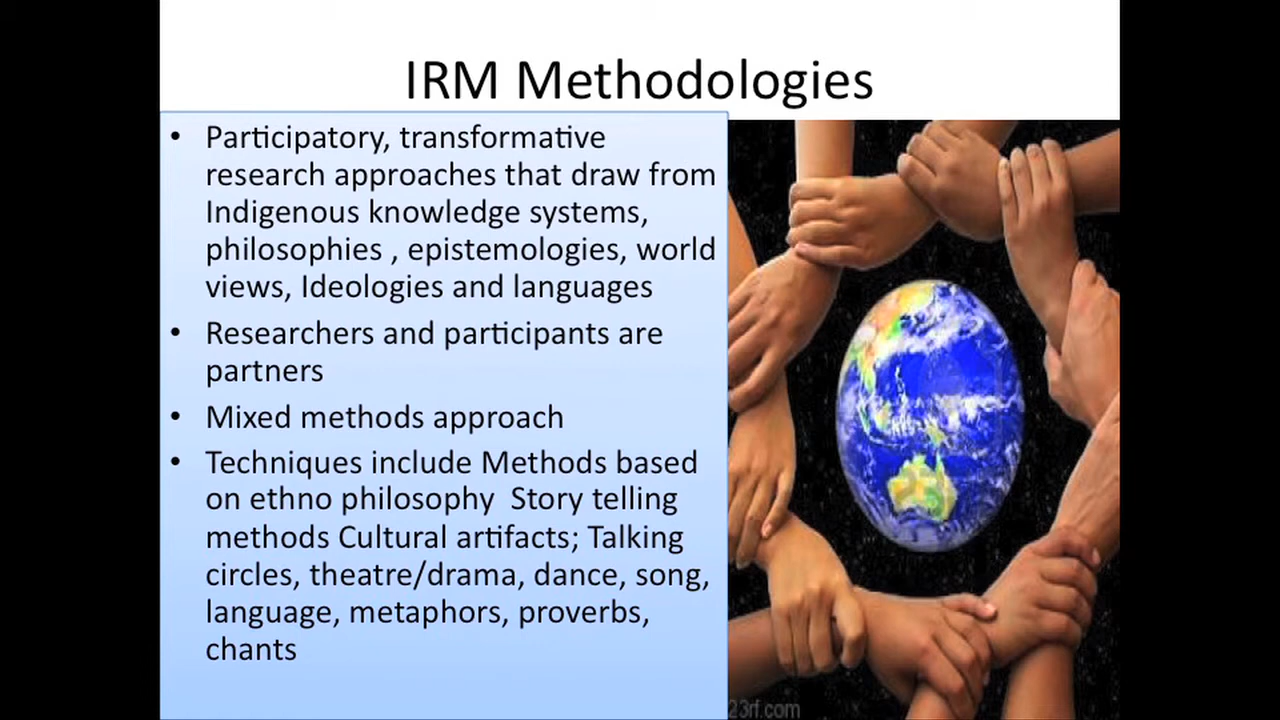 IRM Methodologies
• Participatory, transformative
research approaches that draw from
Indigenous knowledge systems,
philosophies , epistemologies, world
views, Ideologies and languages
• Researchers and participants are
partners
• Mixed methods approach
• Techniques include Methods based
on ethno philosophy  Story telling
methods Cultural artifacts; Talking
circles, theatre/drama, dance, song,
language, metaphors, proverbs,
chants
23rf.com